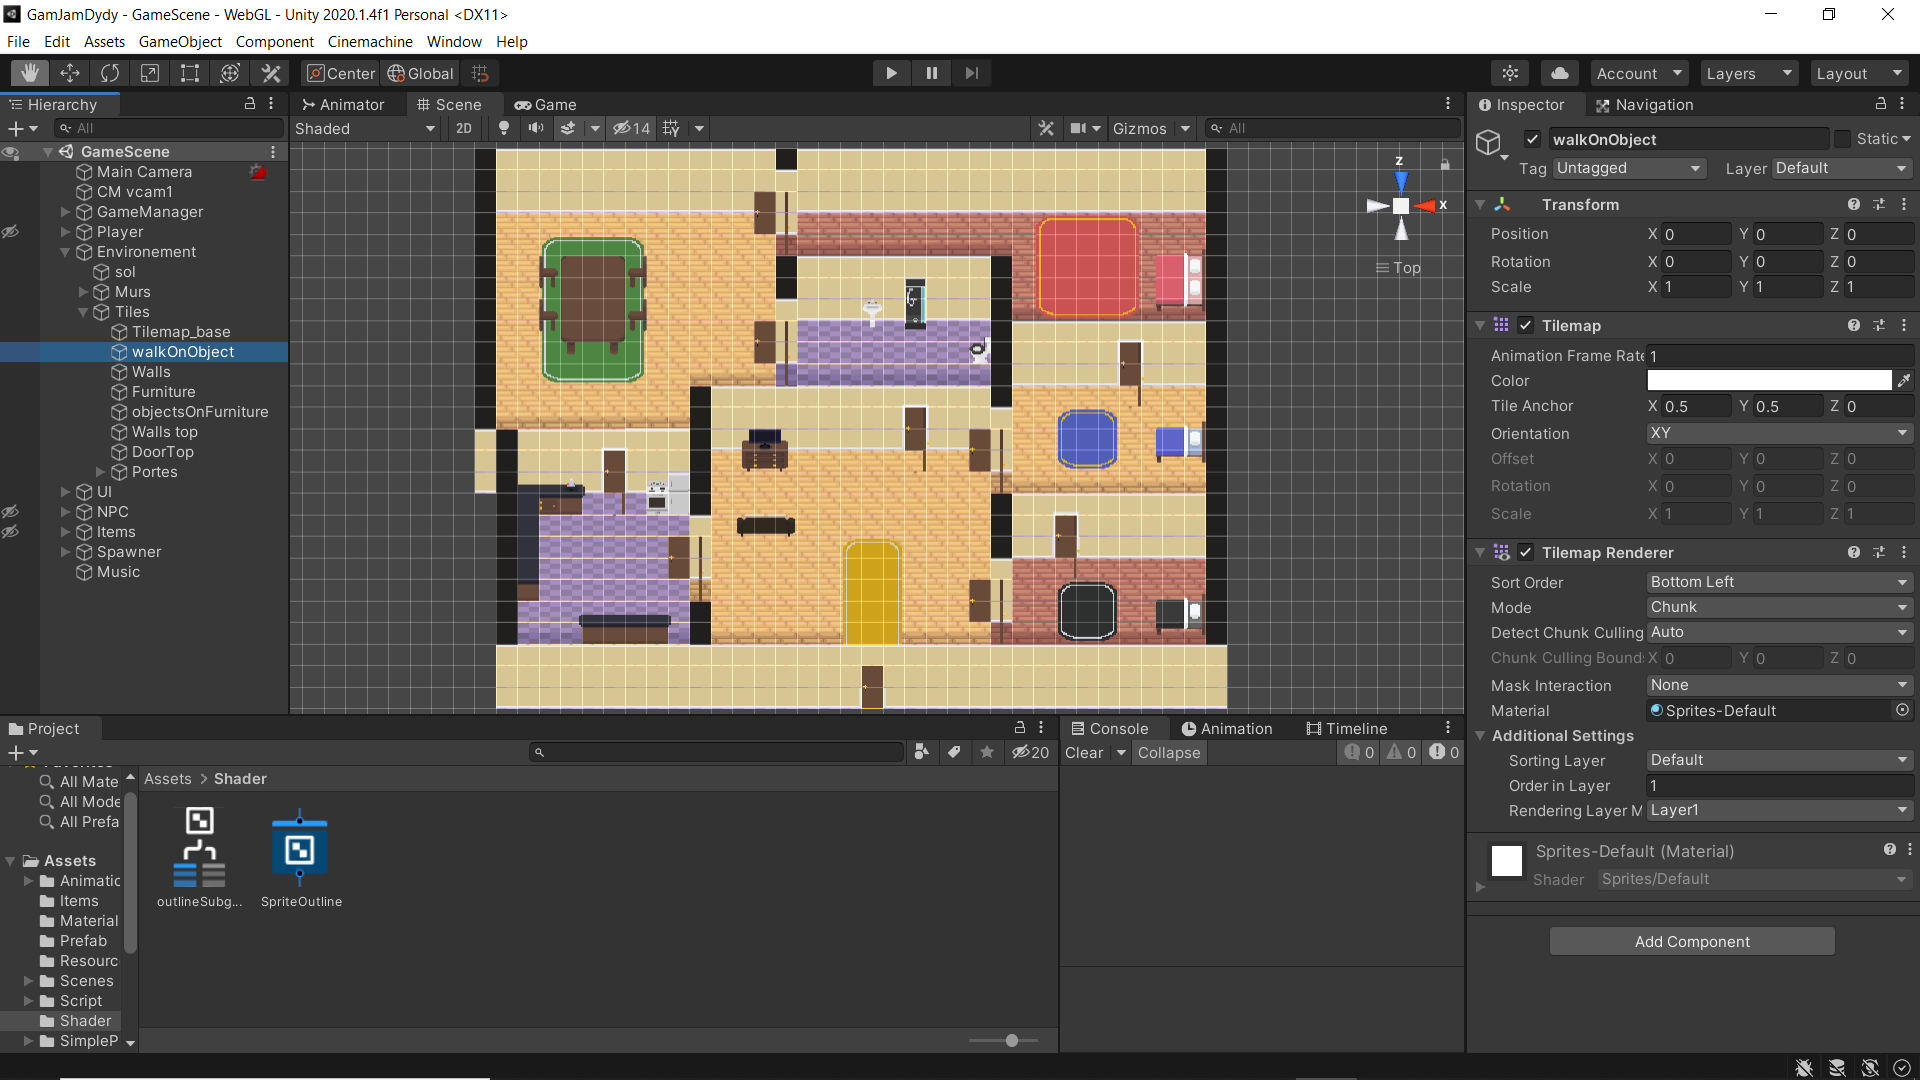 GamJamDydy - GameScene - WebGL - Unity 2020.1.4f1 Personal <DX11>
File Edit Assets GameObject Component Cinemachine Window Help
Center Global Account Layers Layout
Hierarchy
All
GameScene
Main Camera
CM vcam1
GameManager
Player
Environement
sol
Murs
Tiles
Tilemap_base
walkOnObject
Walls
Furniture
objectsOnFurniture
Walls top
DoorTop
Portes
UI
NPC
Items
Spawner
Music
Animator Scene Game
Shaded 2D 14 Gizmos All
z
x
Top
Inspector Navigation
walkOnObject Static
Tag Untagged Layer Default
Transform
Position X 0 Y 0 Z 0
Rotation X 0 Y 0 Z 0
Scale X 1 Y 1 Z 1
Tilemap
Animation Frame Rate 1
Color
Tile Anchor X 0.5 Y 0.5 Z 0
Orientation XY
Offset X 0 Y 0 Z 0
Rotation X 0 Y 0 Z 0
Scale X 1 Y 1 Z 1
Tilemap Renderer
Sort Order Bottom Left
Mode Chunk
Detect Chunk Culling Auto
Chunk Culling Bounds X 0 Y 0 Z 0
Mask Interaction None
Material Sprites-Default
Additional Settings
Sorting Layer Default
Order in Layer 1
Rendering Layer M Layer1
Sprites-Default (Material)
Shader Sprites/Default
Add Component
Project
20
Favorites
All Mate
All Mode
All Prefa
Assets
Animatic
Items
Material
Prefab
Resourc
Scenes
Script
Shader
SimpleP
Assets > Shader
outlineSubg... SpriteOutline
Console Animation Timeline
Clear Collapse 0 0 0